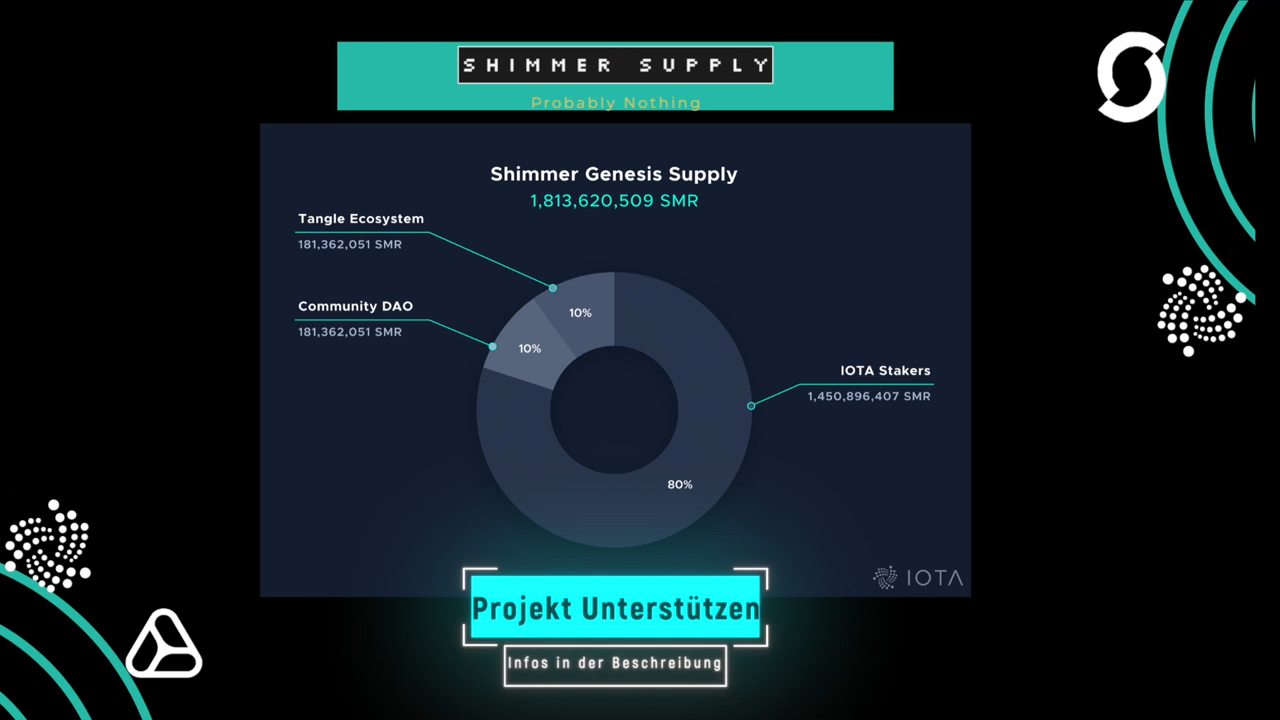 SHIMMER SUPPLY
Probably Nothing
Shimmer Genesis Supply
1,813,620,509 SMR
Tangle Ecosystem
181,362,051 SMR
Community DAO
181,362,051 SMR
10%
10%
IOTA Stakers
1,450,896,407 SMR
80%
IOTA
Projekt Unterstützen
Infos in der Beschreibung